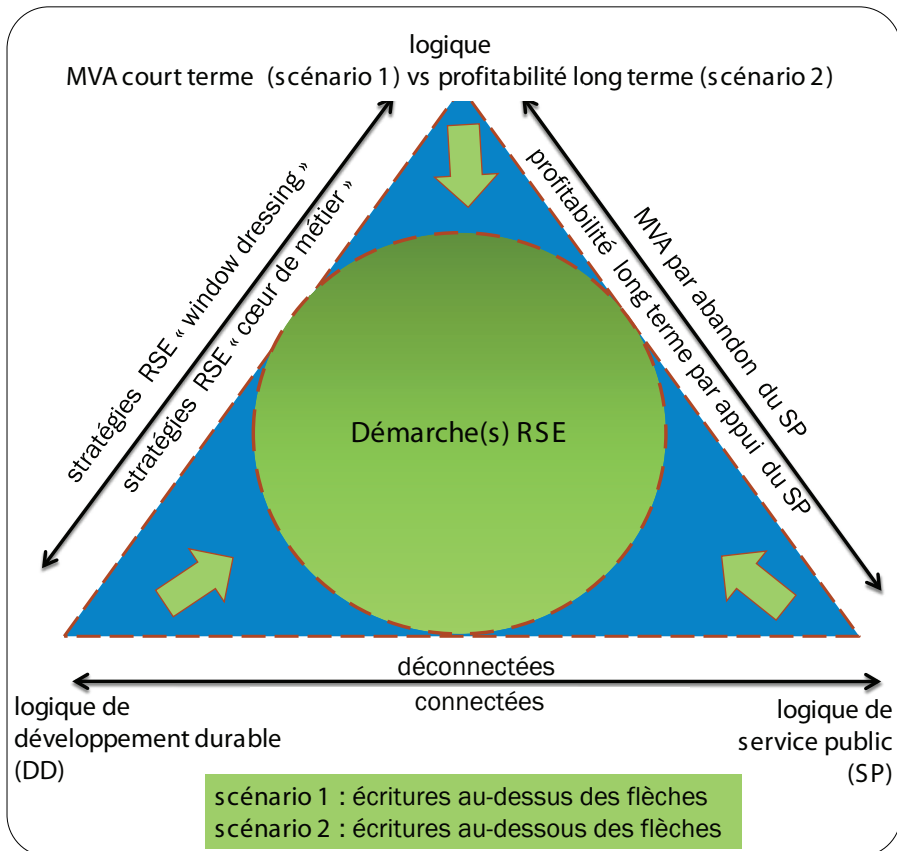 logique
MVA court terme (scénario 1) vs profitabilité long terme (scénario 2)
stratégies RSE « window dressing »
stratégies RSE « cœur de métier »
MVA par abandon du SP
profitabilité long terme par appui du SP
Démarche(s) RSE
déconnectées
connectées
logique de
développement durable
(DD)
logique de
service public
(SP)
scénario 1 : écritures au-dessus des flèches
scénario 2 : écritures au-dessous des flèches